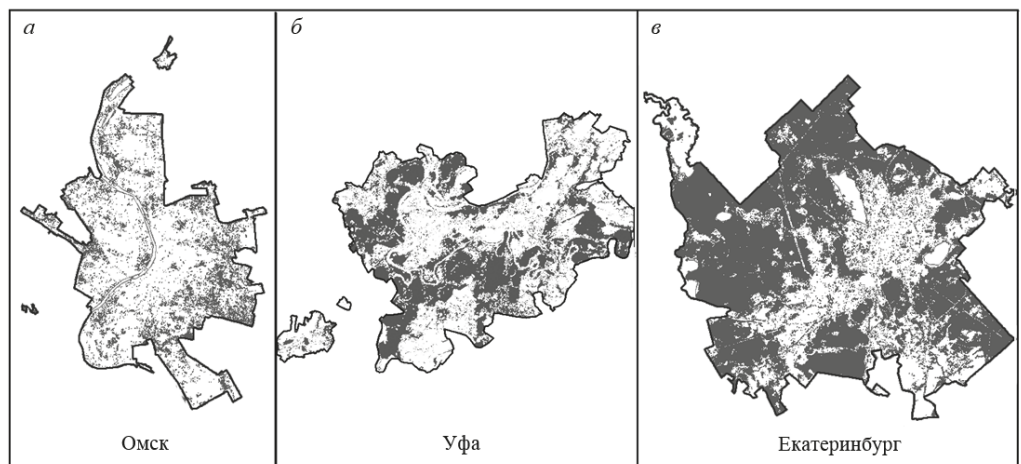 а
б
в
Омск
Уфа
Екатеринбург